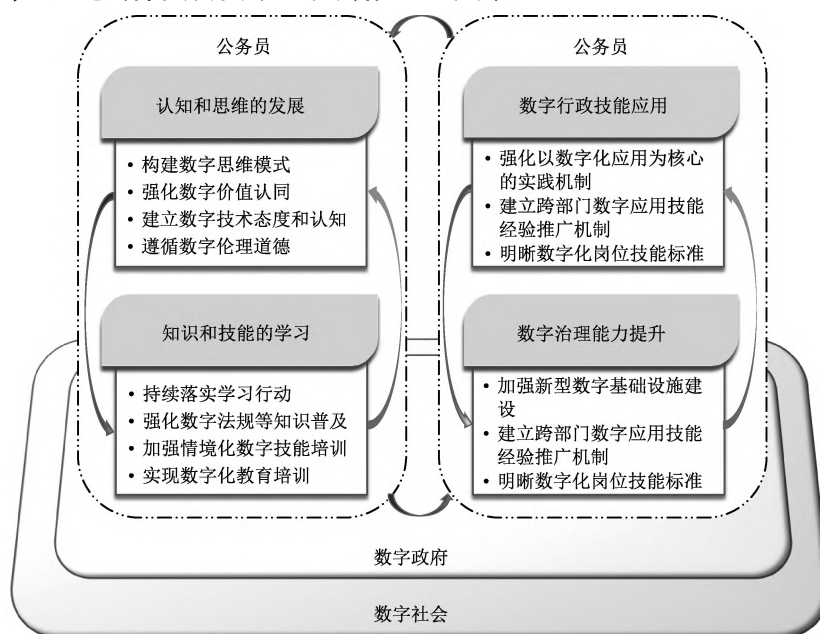 公务员
认知和思维的发展
• 构建数字思维模式
• 强化数字价值认同
• 建立数字技术态度和认知
• 遵循数字伦理道德
知识和技能的学习
• 持续落实学习行动
• 强化数字法规等知识普及
• 加强情境化数字技能培训
• 实现数字化教育培训
公务员
数字行政技能应用
• 强化以数字化应用为核心
的实践机制
• 建立跨部门数字应用技能
经验推广机制
• 明晰数字化岗位技能标准
数字治理能力提升
• 加强新型数字基础设施建
设
• 建立跨部门数字应用技能
经验推广机制
• 明晰数字化岗位技能标准
数字政府
数字社会